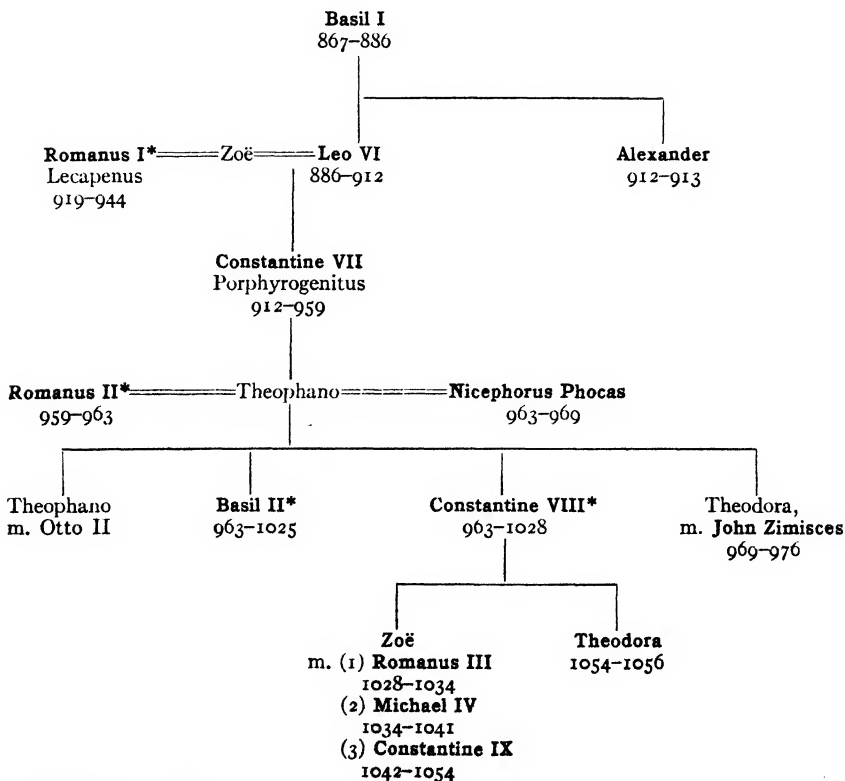 Basil I
867–886
Romanus I* Zoë Leo VI Alexander
Lecapenus 886–912 912–913
919–944
Constantine VII
Porphyrogenitus
912–959
Romanus II* Theophano Nicephorus Phocas
959–963 963–969
Theophano Basil II* Constantine VIII* Theodora,
m. Otto II 963–1025 963–1028 m. John Zimisces
969–976
Zoë Theodora
m. (1) Romanus III 1054–1056
1028–1034
(2) Michael IV
1034–1041
(3) Constantine IX
1042–1054